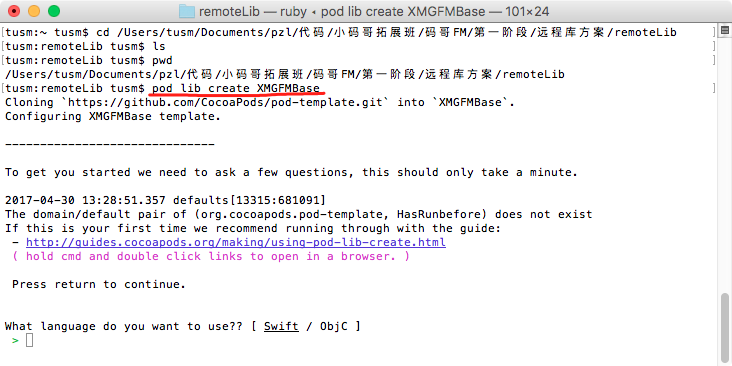 remoteLib — ruby ◂ pod lib create XMGFMBase — 101×24
[tusm:~ tusm$ cd /Users/tusm/Documents/pzl/代码/小码哥拓展班/码哥FM/第一阶段/远程库方案/remoteLib ]
[tusm:remoteLib tusm$ ls ]
[tusm:remoteLib tusm$ pwd ]
/Users/tusm/Documents/pzl/代码/小码哥拓展班/码哥FM/第一阶段/远程库方案/remoteLib
[tusm:remoteLib tusm$ pod lib create XMGFMBase ]
Cloning `https://github.com/CocoaPods/pod-template.git` into `XMGFMBase`.
Configuring XMGFMBase template.
------------------------------
To get you started we need to ask a few questions, this should only take a minute.
2017-04-30 13:28:51.357 defaults[13315:681091]
The domain/default pair of (org.cocoapods.pod-template, HasRunbefore) does not exist
If this is your first time we recommend running through with the guide:
- http://guides.cocoapods.org/making/using-pod-lib-create.html
( hold cmd and double click links to open in a browser. )
Press return to continue.
What language do you want to use?? [ Swift / ObjC ]
>